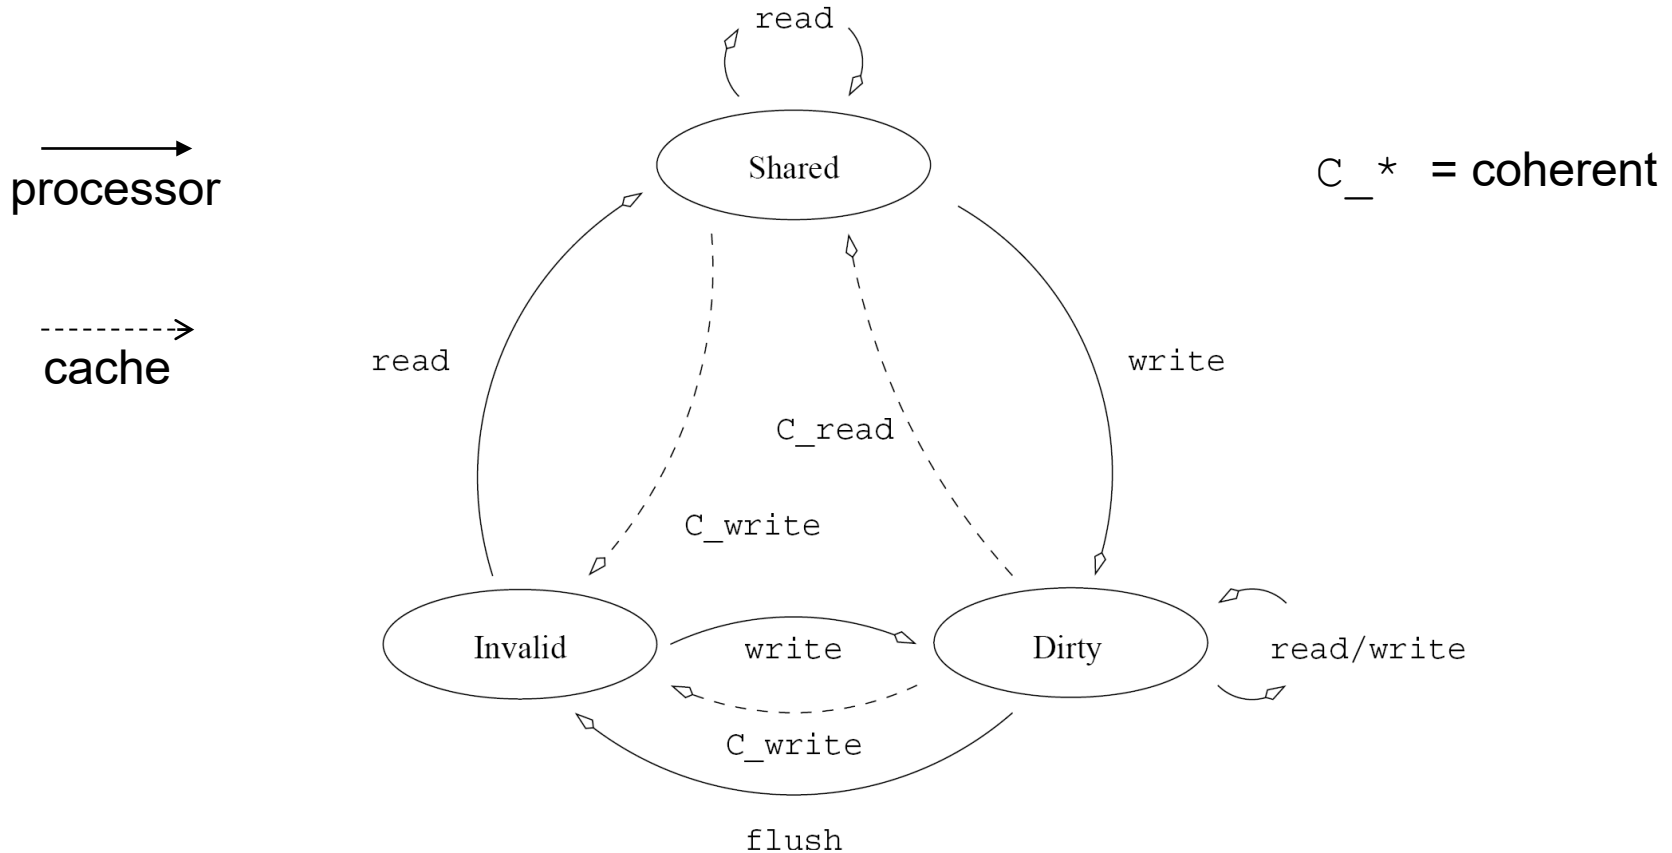 read
processor
Shared
C_* = coherent
cache
read
write
C_read
C_write
Invalid
write
Dirty
read/write
C_write
flush